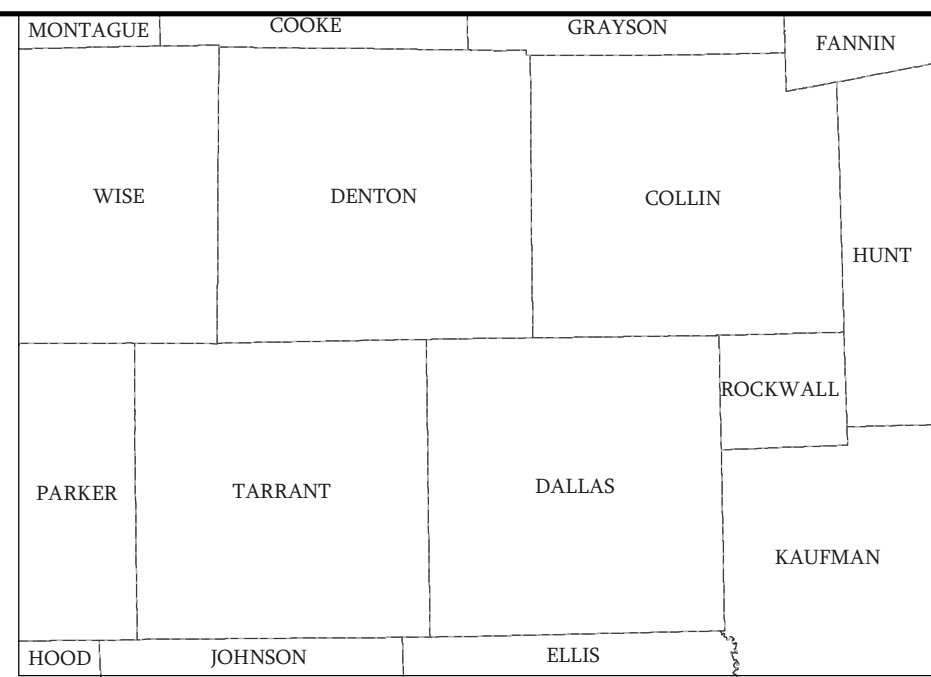 MONTAGUE
COOKE
GRAYSON
FANNIN
WISE
DENTON
COLLIN
HUNT
ROCKWALL
PARKER
TARRANT
DALLAS
KAUFMAN
HOOD
JOHNSON
ELLIS